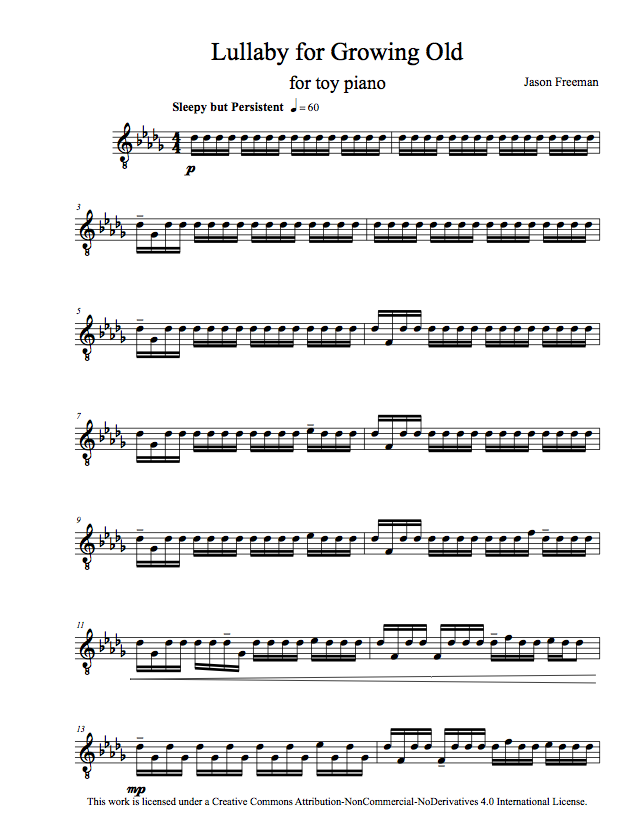 Lullaby for Growing Old
for toy piano
Jason Freeman
Sleepy but Persistent ♩ = 60
4
4
8
p
3
8
5
8
7
8
9
8
11
8
13
8
mp
This work is licensed under a Creative Commons Attribution-NonCommercial-NoDerivatives 4.0 International License.